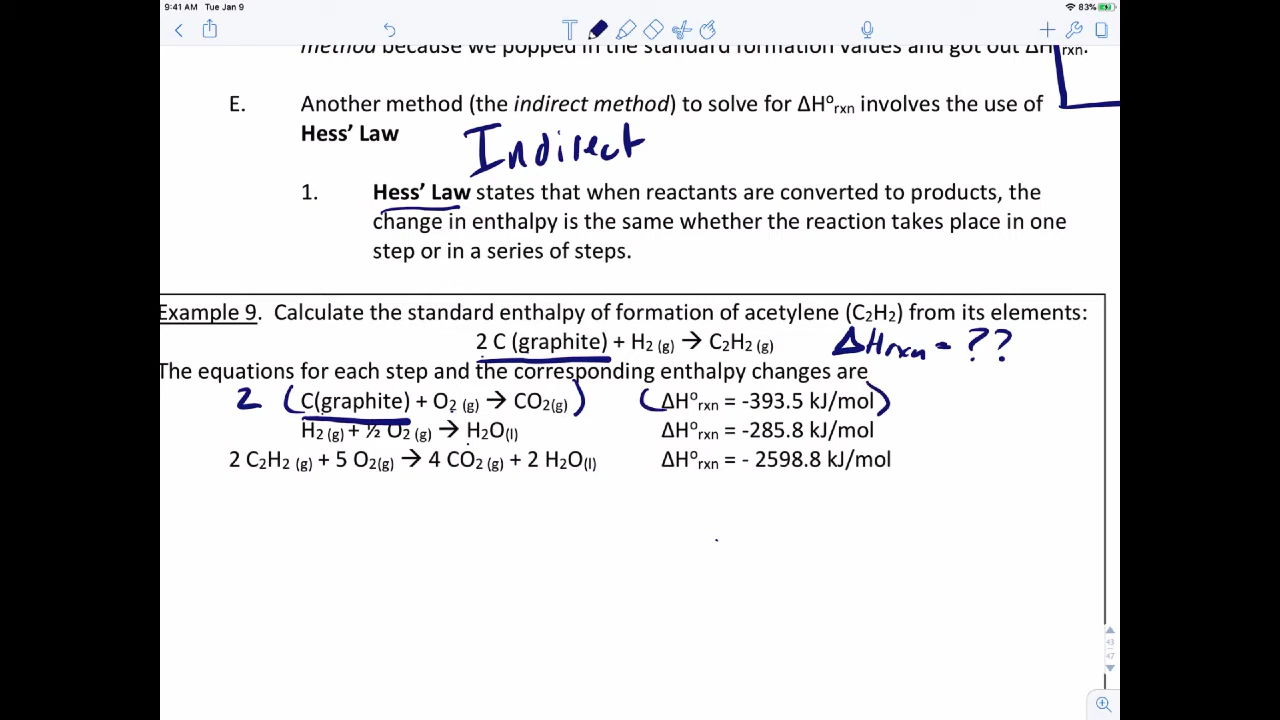 9:41 AM Tue Jan 9
83%
method because we popped in the standard formation values and got out ΔH°rxn.
E. Another method (the indirect method) to solve for ΔH°rxn involves the use of
Hess’ Law
Indirect
1. Hess’ Law states that when reactants are converted to products, the
change in enthalpy is the same whether the reaction takes place in one
step or in a series of steps.
Example 9. Calculate the standard enthalpy of formation of acetylene (C₂H₂) from its elements:
2 C (graphite) + H₂ (g) → C₂H₂ (g) ΔHrxn = ??
The equations for each step and the corresponding enthalpy changes are
2 (C(graphite) + O₂ (g) → CO₂(g)) (ΔH°rxn = -393.5 kJ/mol)
H₂ (g) + ½ O₂ (g) → H₂O(l) ΔH°rxn = -285.8 kJ/mol
2 C₂H₂ (g) + 5 O₂(g) → 4 CO₂ (g) + 2 H₂O(l) ΔH°rxn = - 2598.8 kJ/mol
43
47